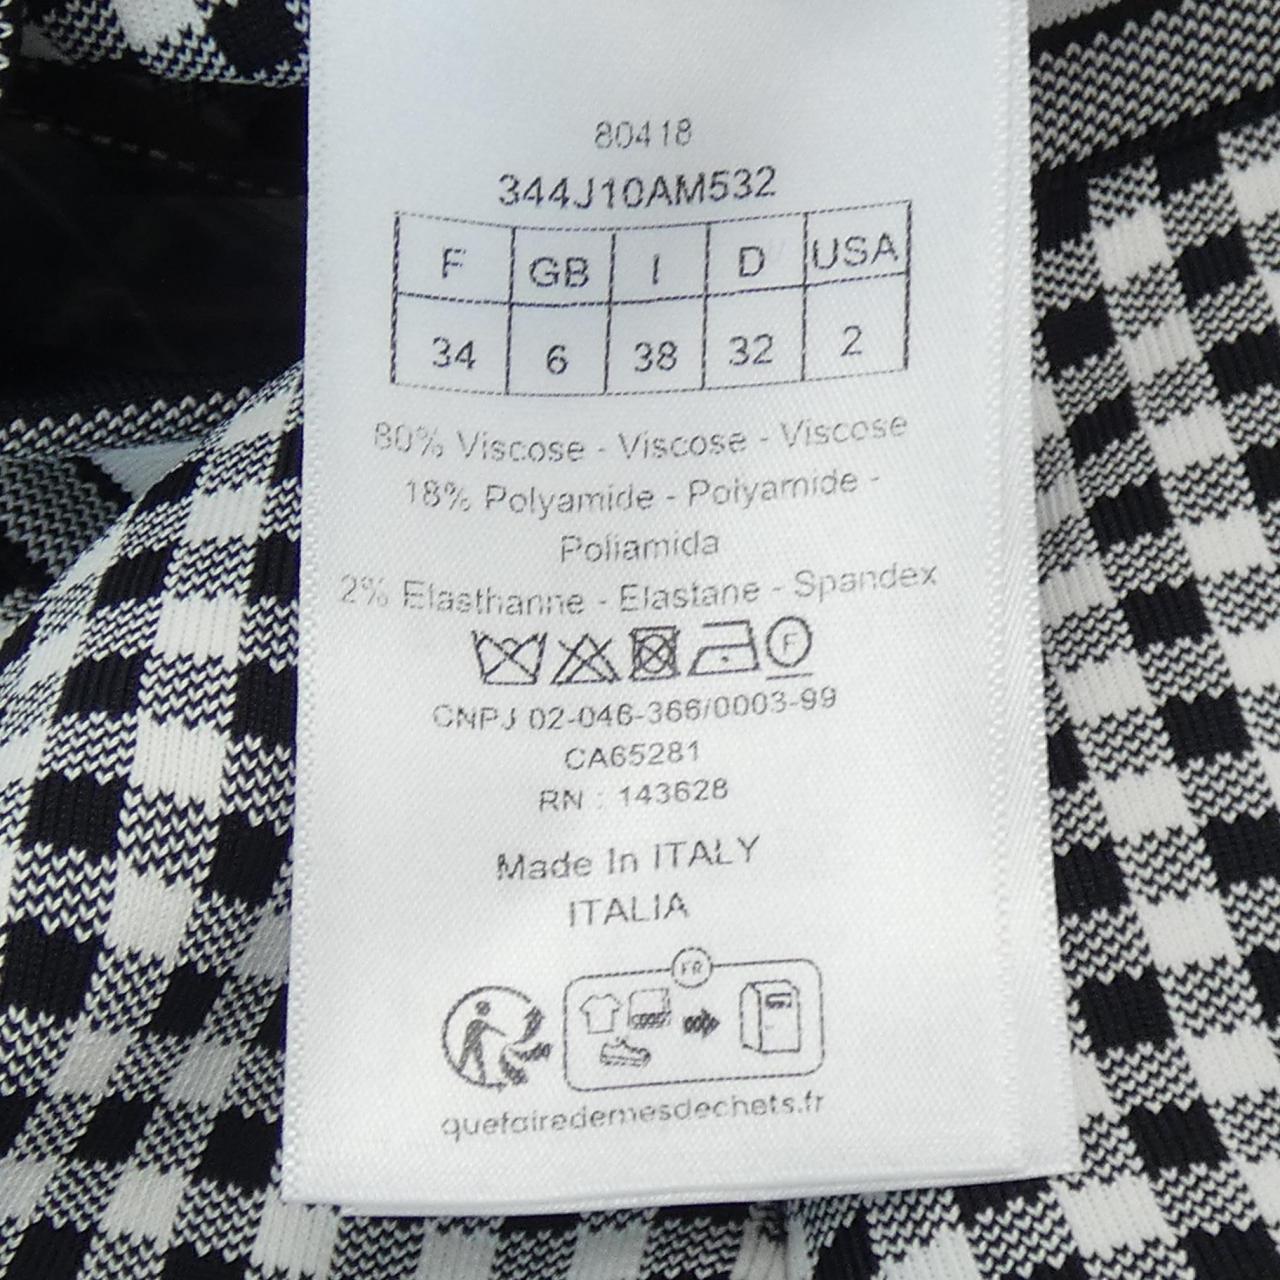 80418
344J10AM532
F GB I D USA
34 6 38 32 2
80% Viscose - Viscose - Viscose
18% Polyamide - Polyamide -
Poliamida
2% Elasthanne - Elastane - Spandex
F
CNPJ 02-046-366/0003-99
CA65281
RN : 143628
Made In ITALY
ITALIA
FR
quefairedemesdechets.fr